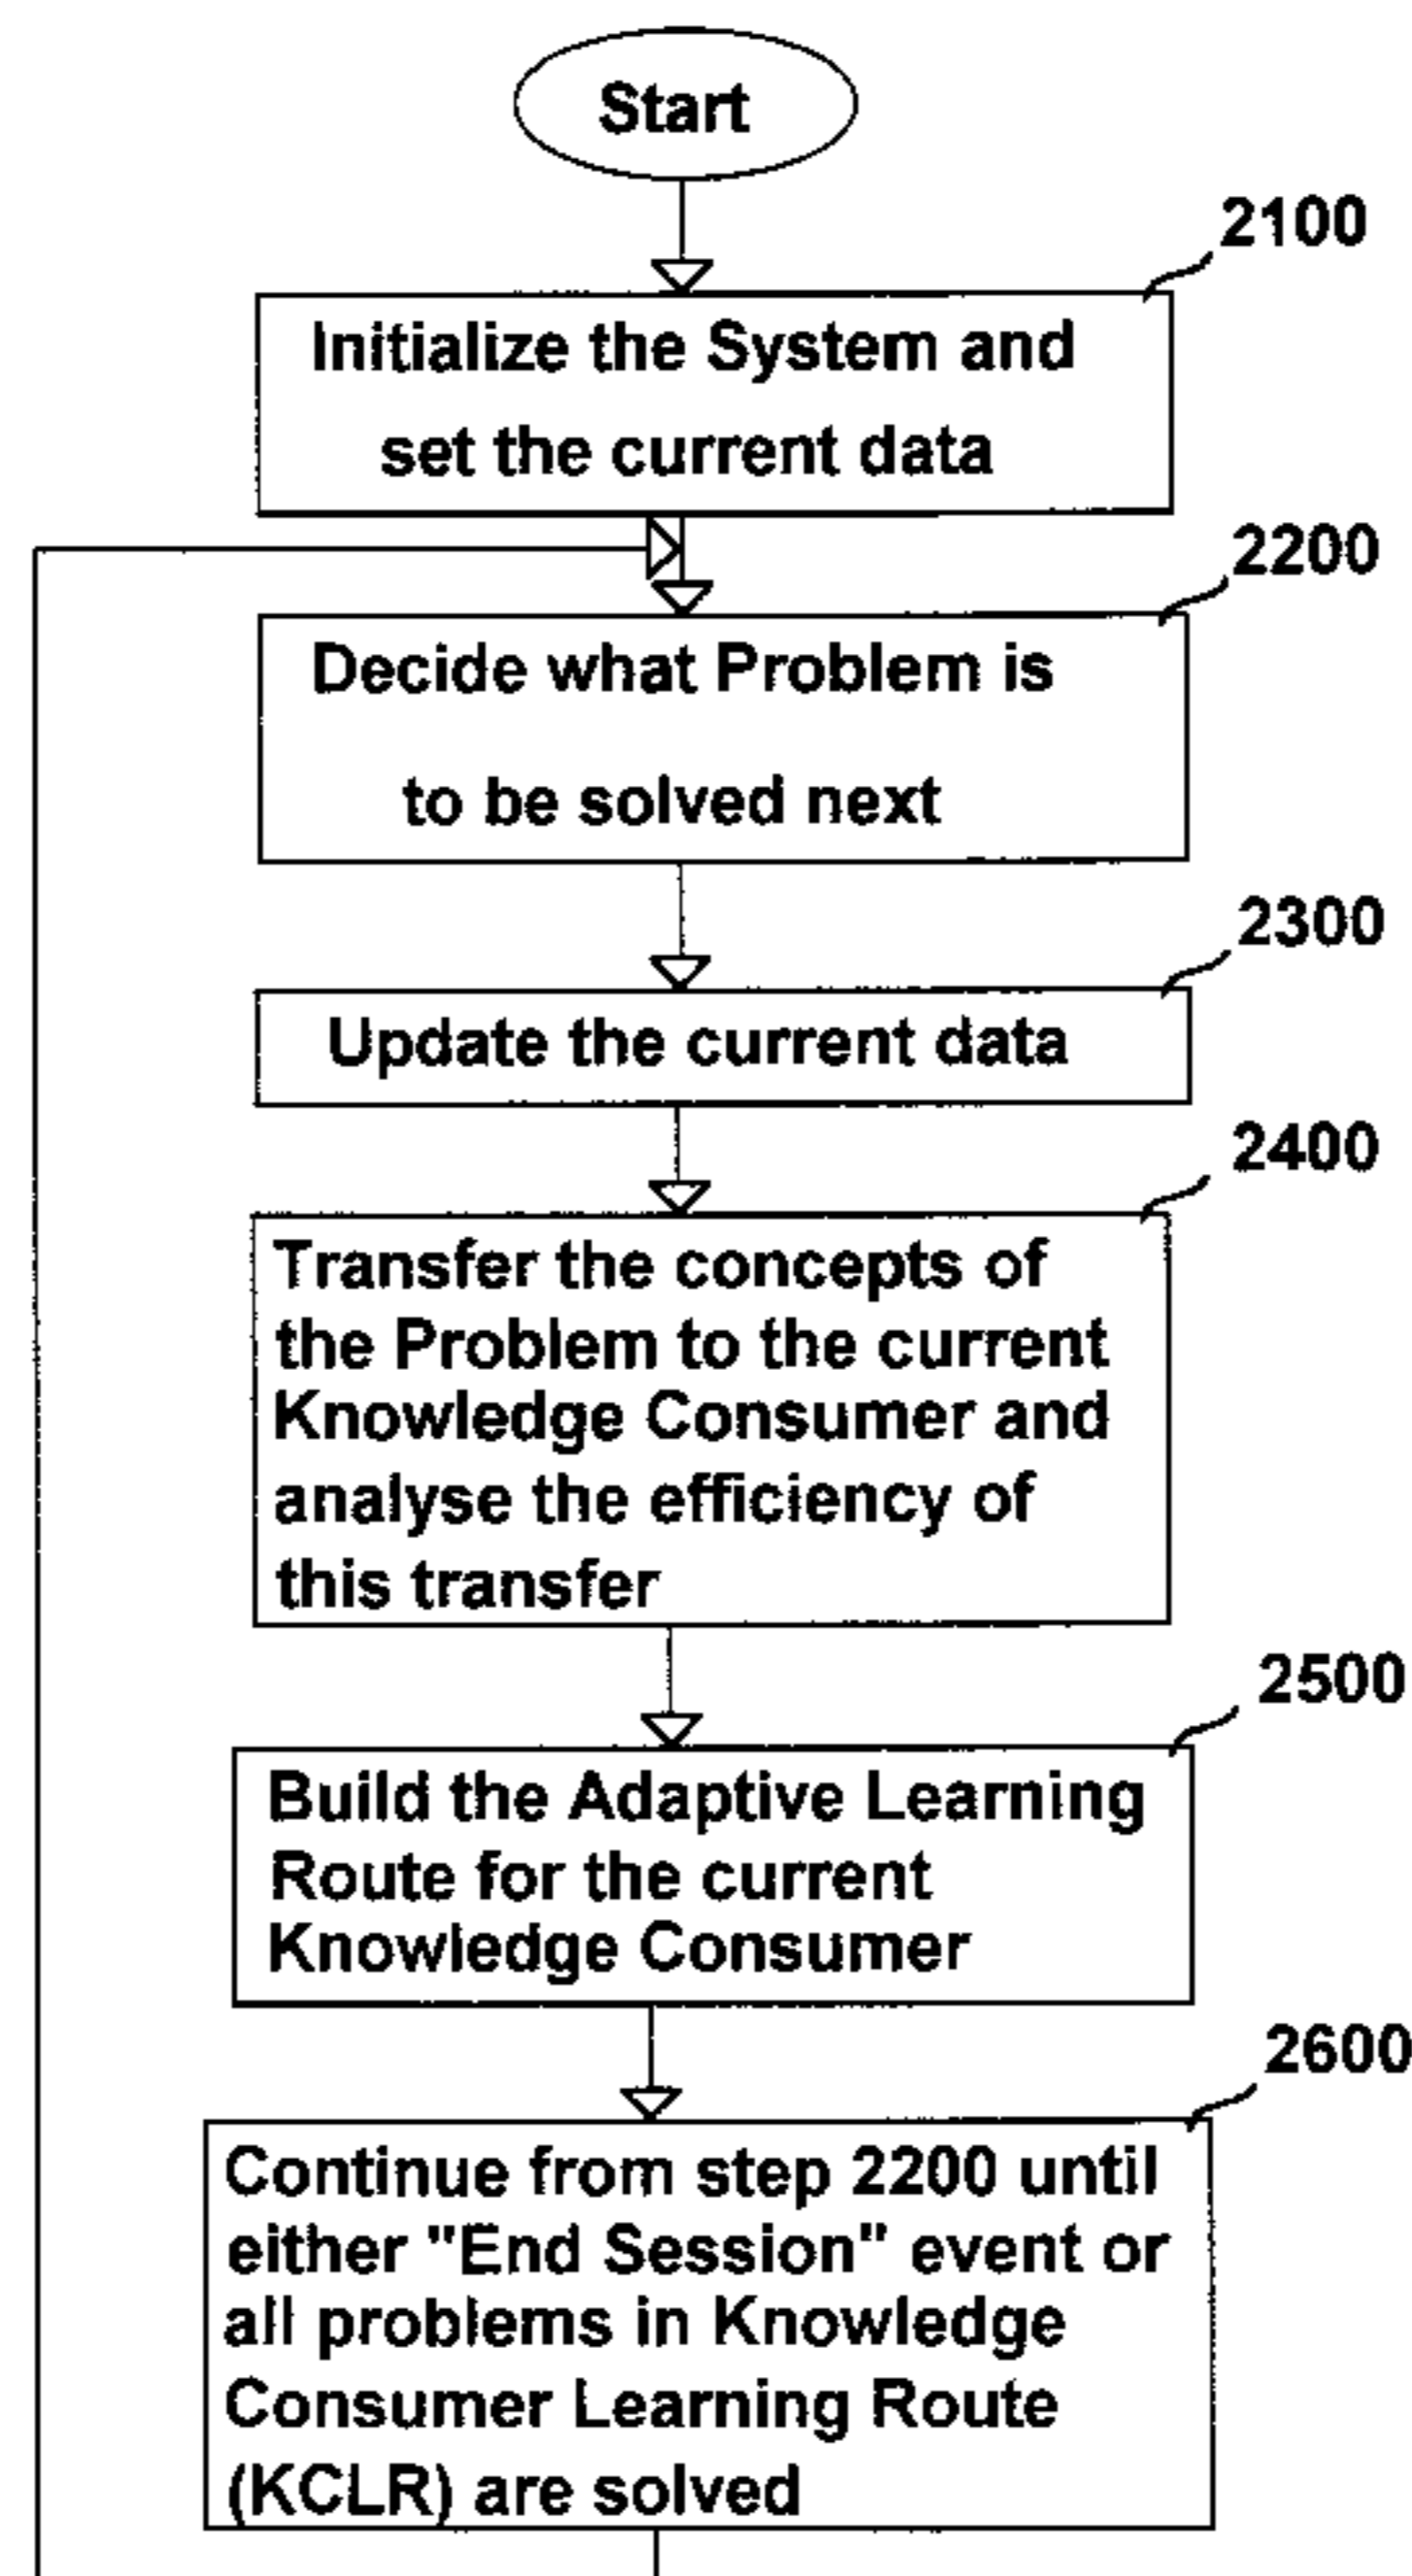 Start
2100
Initialize the System and
set the current data
2200
Decide what Problem is
to be solved next
2300
Update the current data
2400
Transfer the concepts of
the Problem to the current
Knowledge Consumer and
analyse the efficiency of
this transfer
2500
Build the Adaptive Learning
Route for the current
Knowledge Consumer
2600
Continue from step 2200 until
either "End Session" event or
all problems in Knowledge
Consumer Learning Route
(KCLR) are solved